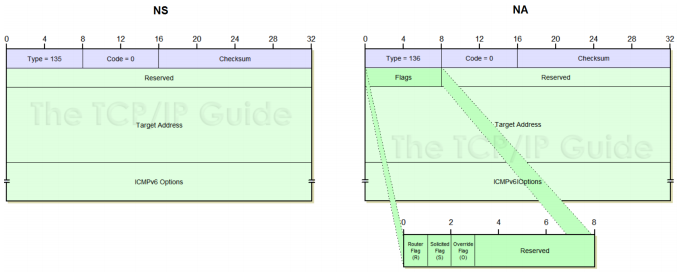 NS
0 4 8 12 16 20 24 28 32
Type = 135 Code = 0 Checksum
Reserved
The TCP/IP Guide
Target Address
ICMPv6 Options
NA
0 4 8 12 16 20 24 28 32
Type = 136 Code = 0 Checksum
Flags Reserved
Target Address
The TCP/IP Guide
ICMPv6IOptions
0 2 4 6 8
Router
Flag
(R)
Solicited
Flag
(S)
Override
Flag
(O)
Reserved